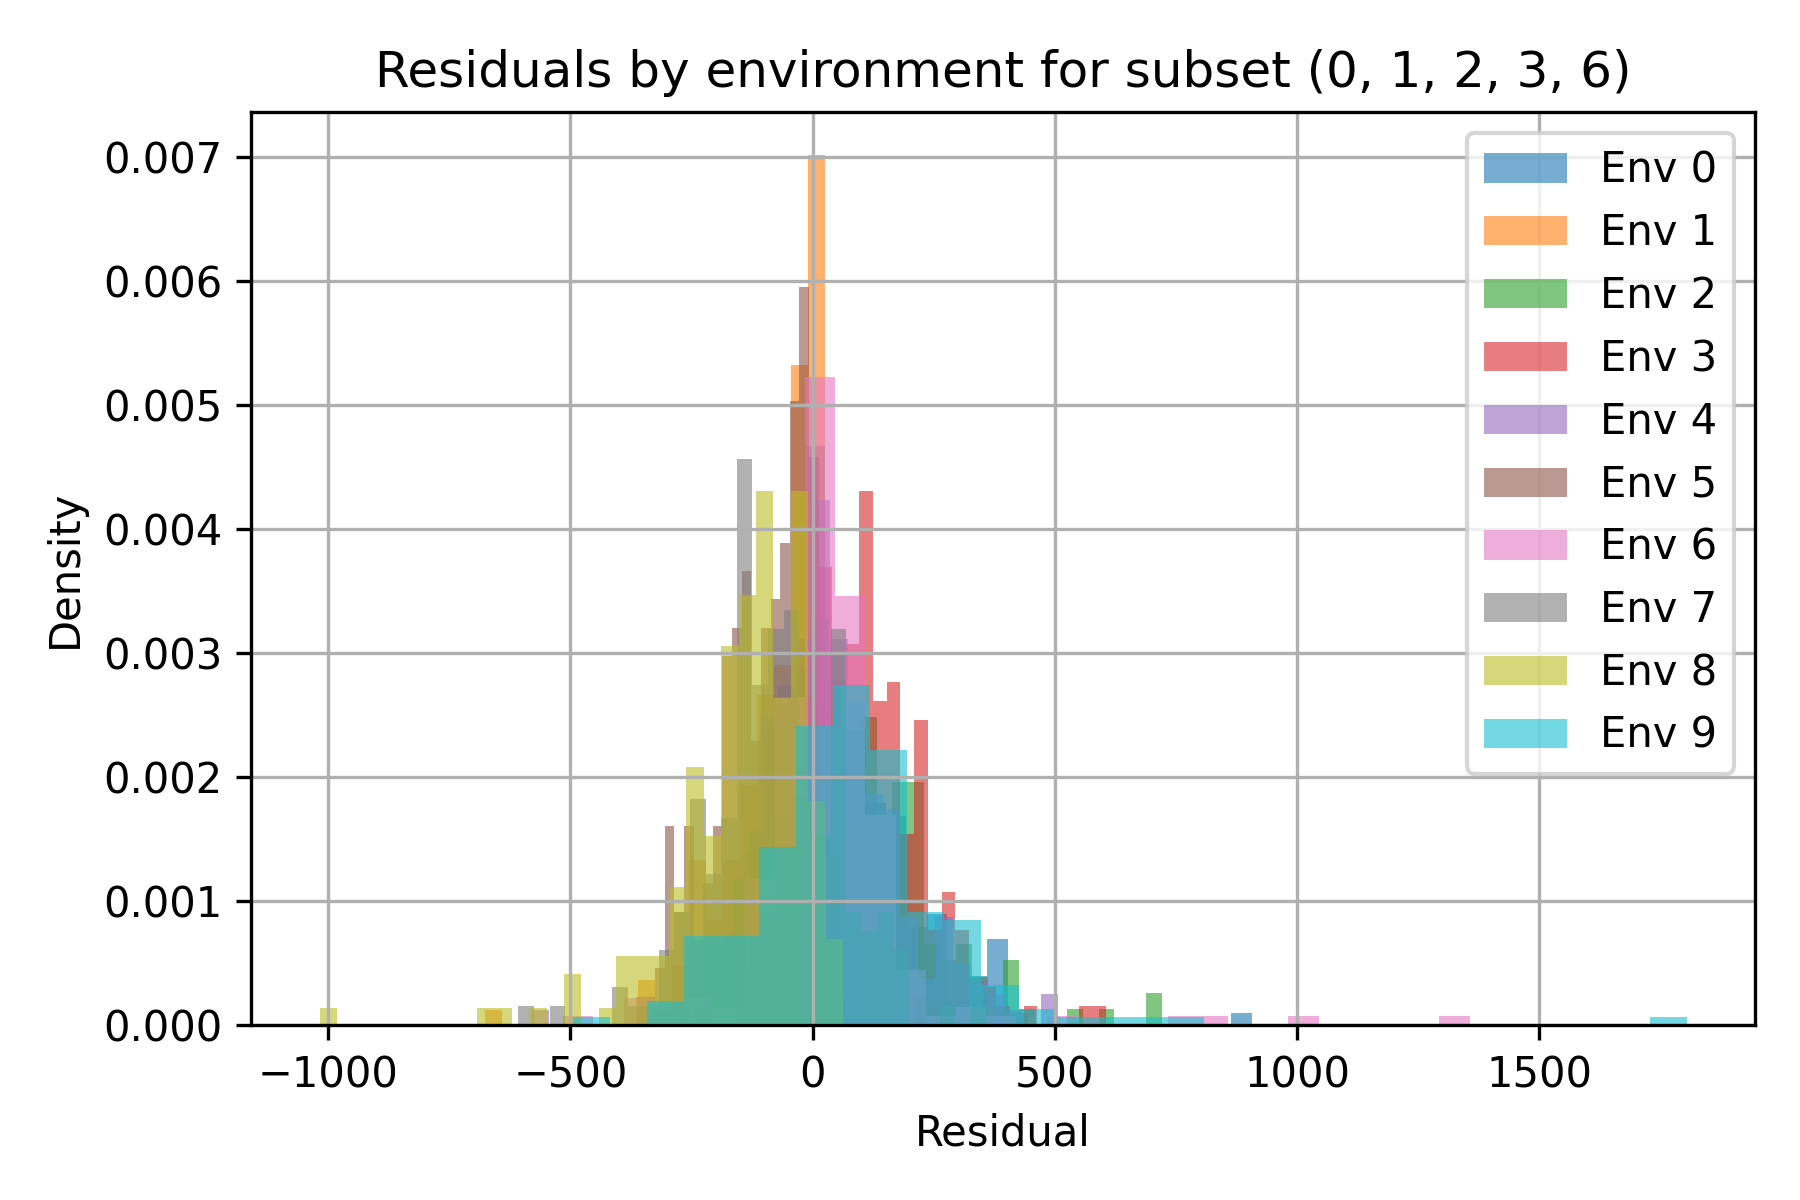 Residuals by environment for subset (0, 1, 2, 3, 6)
0.007
0.006
0.005
0.004
0.003
0.002
0.001
0.000
Density
−1000
−500
0
500
1000
1500
Residual
Env 0
Env 1
Env 2
Env 3
Env 4
Env 5
Env 6
Env 7
Env 8
Env 9